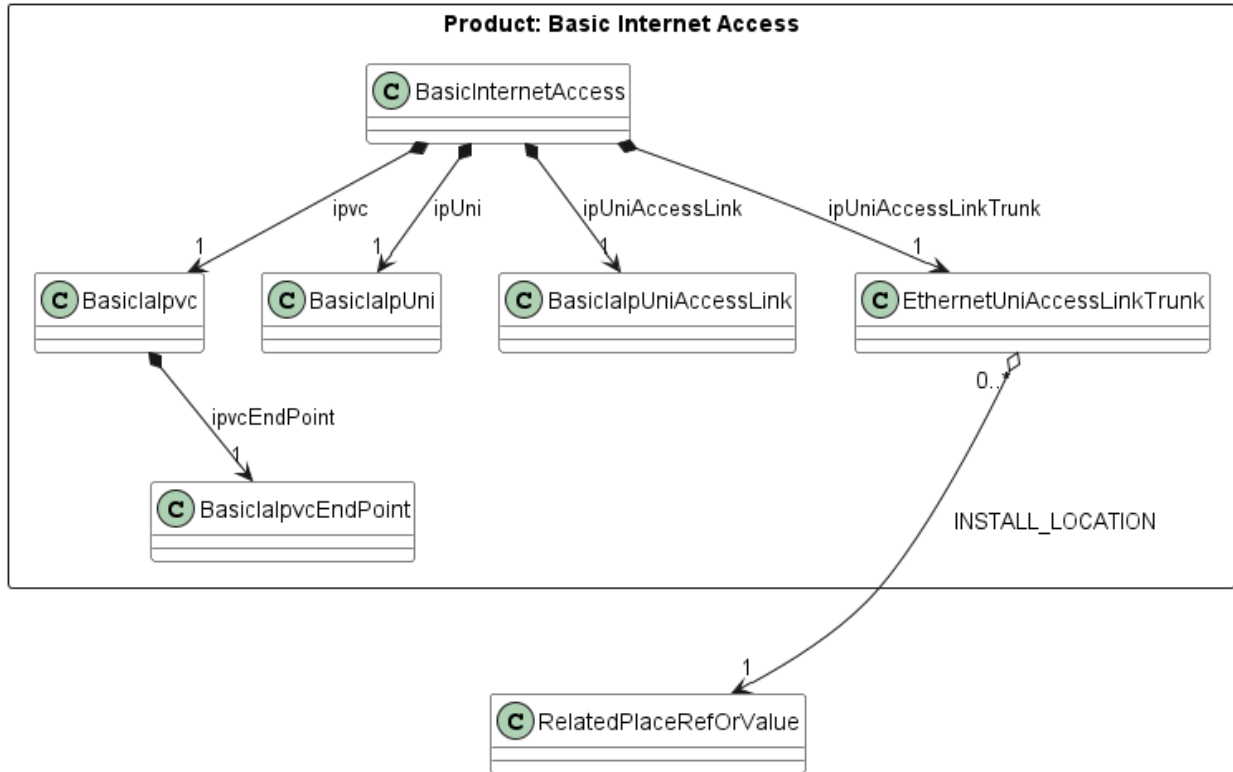 Product: Basic Internet Access
C BasicInternetAccess
ipvc
ipUni
ipUniAccessLink
ipUniAccessLinkTrunk
1
1
1
1
C BasicIaIpvc
C BasicIaIpUni
C BasicIaIpUniAccessLink
C EthernetUniAccessLinkTrunk
0..*
ipvcEndPoint
1
C BasicIaIpvcEndPoint
INSTALL_LOCATION
1
C RelatedPlaceRefOrValue